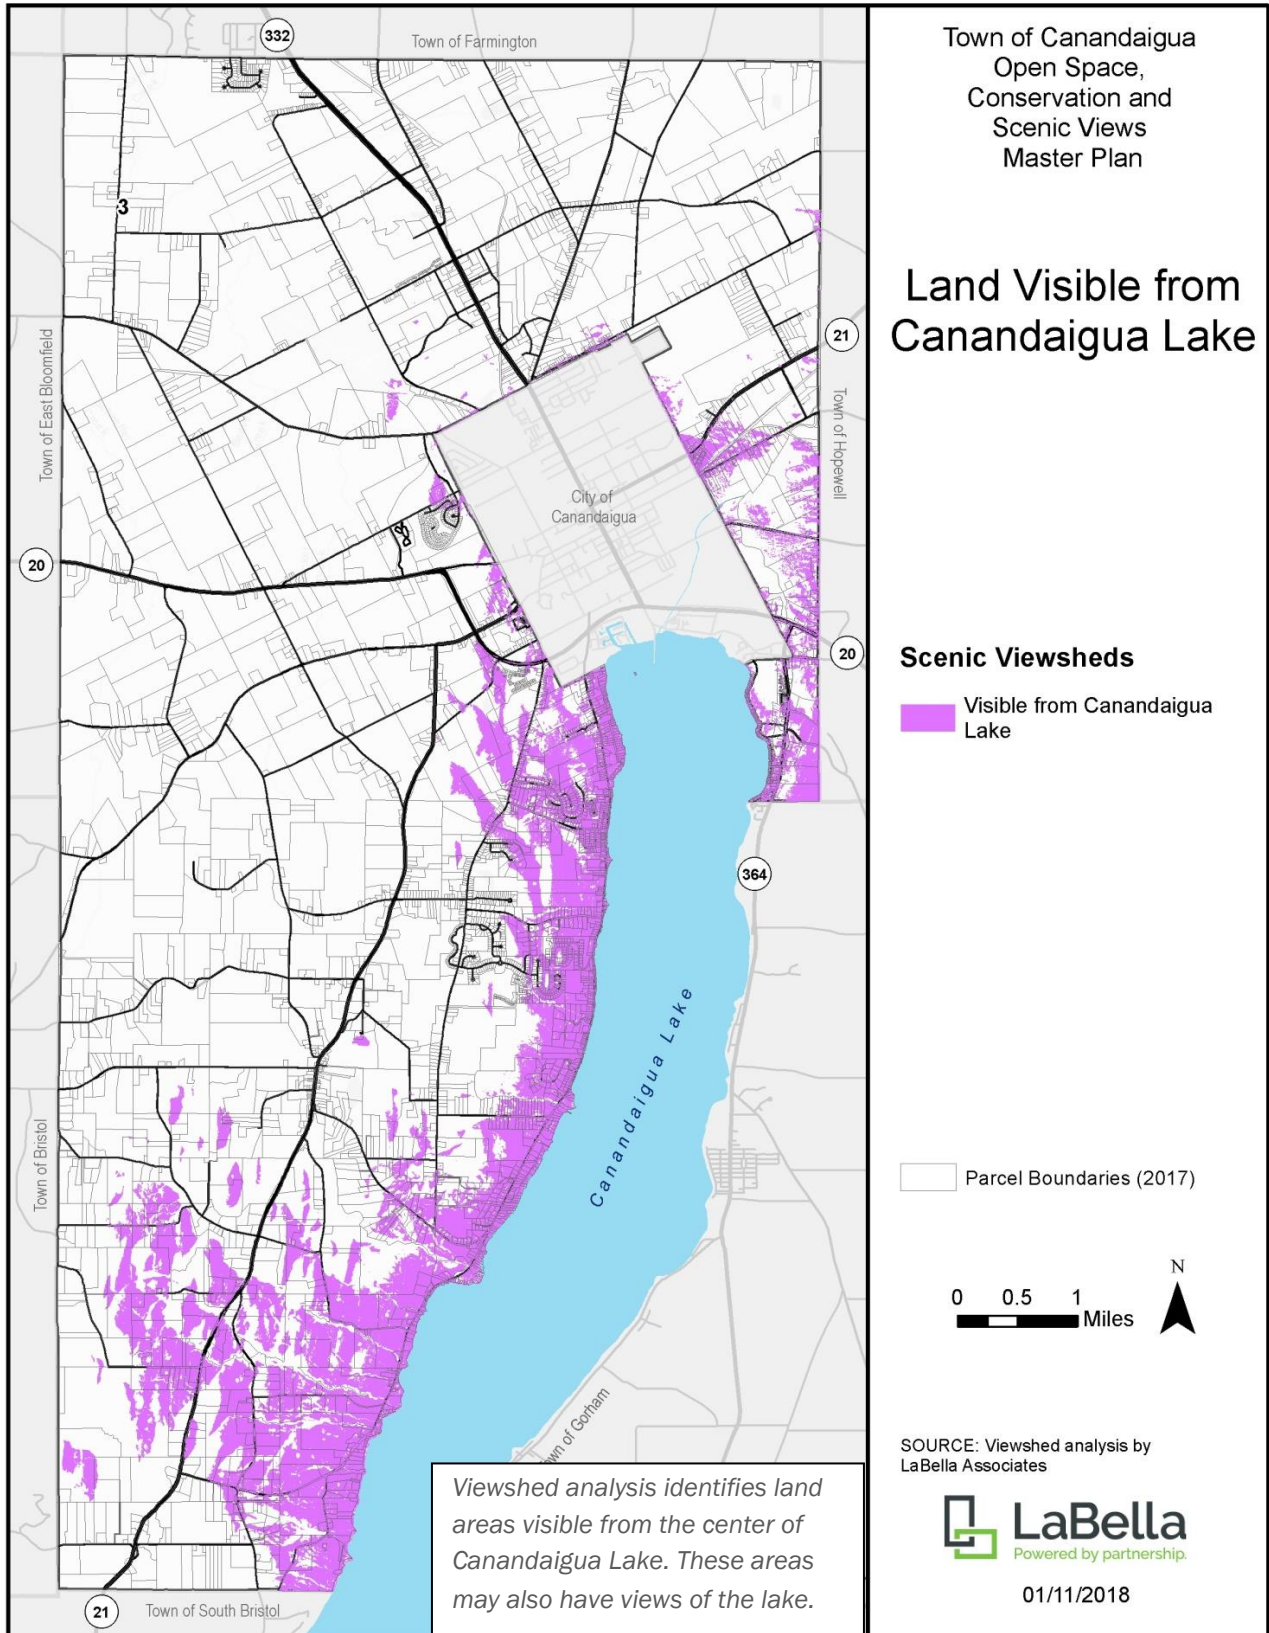 332
Town of Farmington
3
Town of East Bloomfield
21
Town of Hopewell
City of
Canandaigua
20
20
364
Canandaigua Lake
Town of Bristol
Town of Gorham
21
Town of South Bristol
Viewshed analysis identifies land
areas visible from the center of
Canandaigua Lake. These areas
may also have views of the lake.
Town of Canandaigua
Open Space,
Conservation and
Scenic Views
Master Plan
Land Visible from
Canandaigua Lake
Scenic Viewsheds
Visible from Canandaigua
Lake
Parcel Boundaries (2017)
N
0 0.5 1
Miles
SOURCE: Viewshed analysis by
LaBella Associates
LaBella
Powered by partnership.
01/11/2018